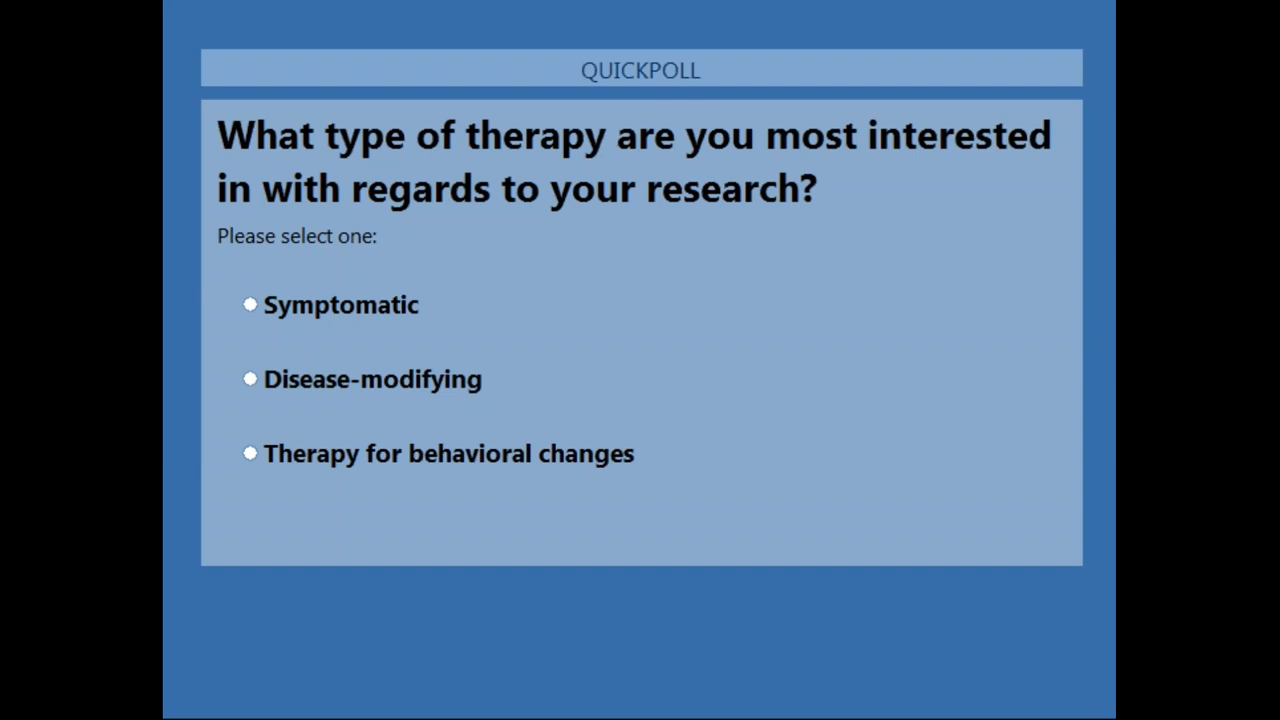 QUICKPOLL
What type of therapy are you most interested
in with regards to your research?
Please select one:
Symptomatic
Disease-modifying
Therapy for behavioral changes